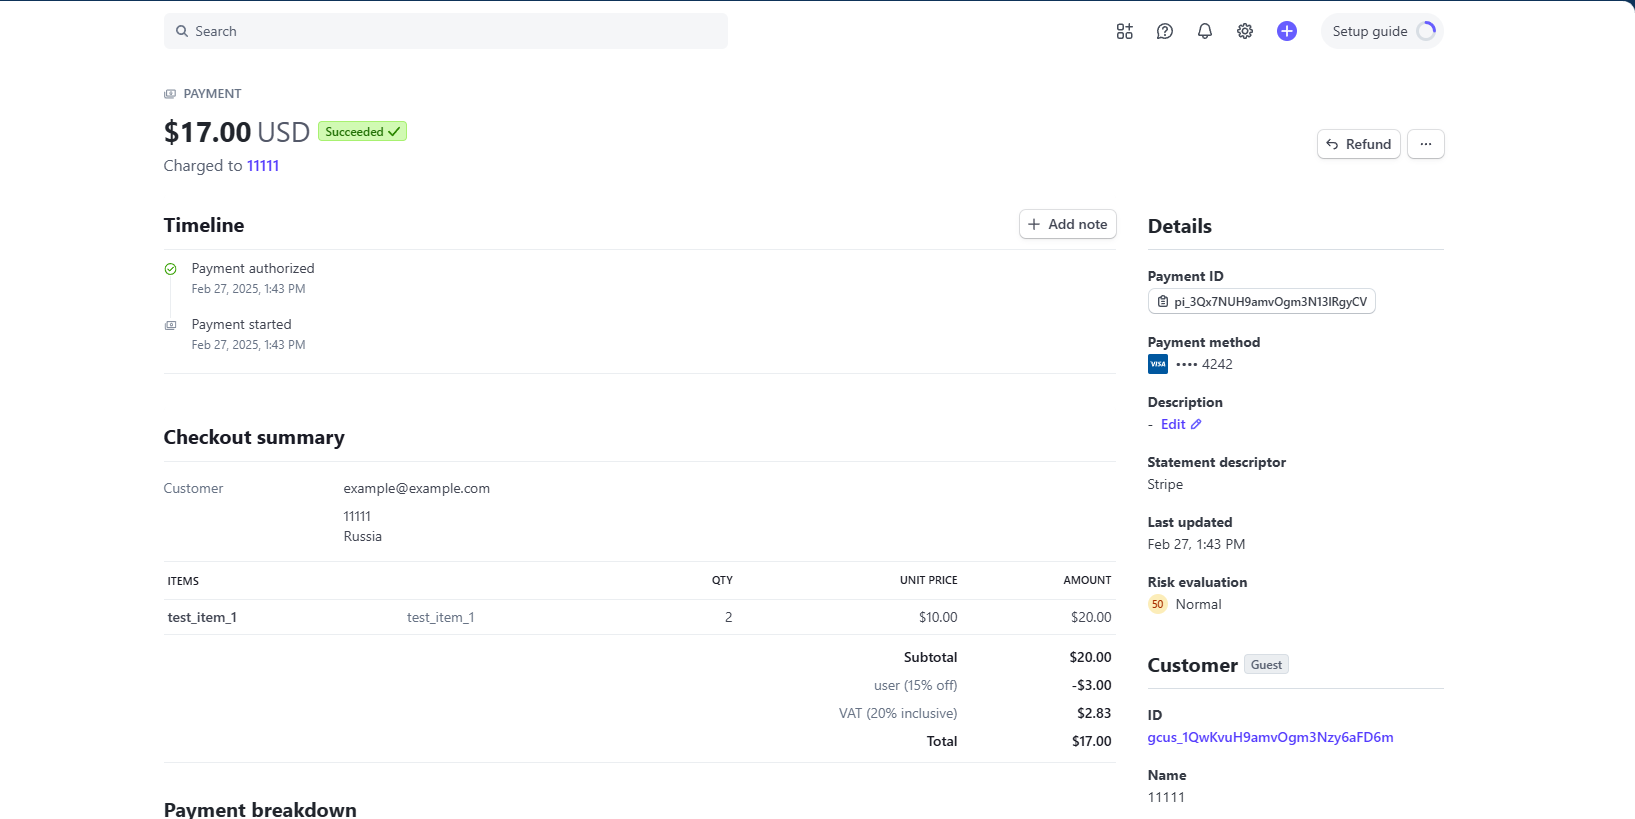 Search
Setup guide
PAYMENT
$17.00 USD Succeeded
Charged to 11111
Refund
...
Timeline
Add note
Payment authorized
Feb 27, 2025, 1:43 PM
Payment started
Feb 27, 2025, 1:43 PM
Checkout summary
Customer example@example.com
11111
Russia
ITEMS QTY UNIT PRICE AMOUNT
test_item_1 test_item_1 2 $10.00 $20.00
Subtotal $20.00
user (15% off) -$3.00
VAT (20% inclusive) $2.83
Total $17.00
Payment breakdown
Details
Payment ID
pi_3Qx7NUH9amvOgm3N13IRgyCV
Payment method
VISA •••• 4242
Description
- Edit
Statement descriptor
Stripe
Last updated
Feb 27, 1:43 PM
Risk evaluation
50 Normal
Customer Guest
ID
gcus_1QwKvuH9amvOgm3Nzy6aFD6m
Name
11111